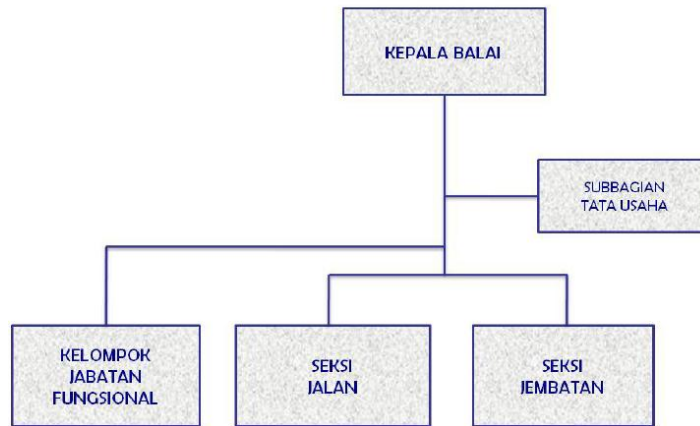 KEPALA BALAI
SUBBAGIAN
TATA USAHA
KELOMPOK
JABATAN
FUNGSIONAL
SEKSI
JALAN
SEKSI
JEMBATAN